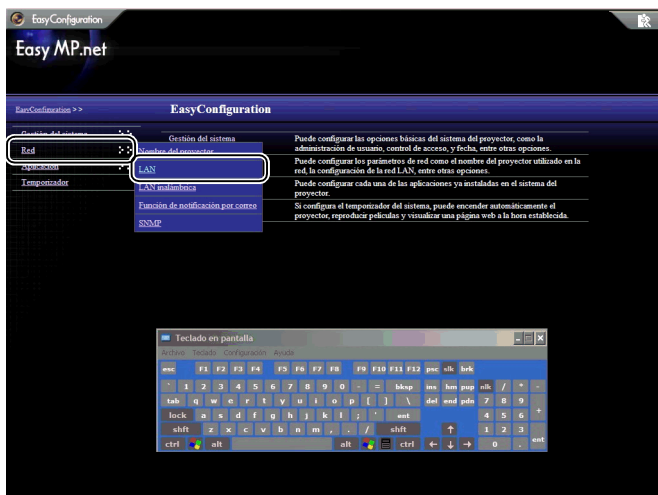 EasyConfiguration
Easy MP.net
EasyConfiguration >>
EasyConfiguration
Gestión del sistema
Red
Aplicación
Temporizador
Gestión del sistema
Nombre del proyector
LAN
LAN inalámbrica
Función de notificación por correo
SNMP
Puede configurar las opciones básicas del sistema del proyector, como la
administración de usuario, control de acceso, y fecha, entre otras opciones.
Puede configurar los parámetros de red como el nombre del proyector utilizado en la
red, la configuración de la red LAN, entre otras opciones.
Puede configurar cada una de las aplicaciones ya instaladas en el sistema del
proyector.
Si configura el temporizador del sistema, puede encender automáticamente el
proyector, reproducir películas y visualizar una página web a la hora establecida.
Teclado en pantalla
Archivo Teclado Configuración Ayuda
esc F1 F2 F3 F4 F5 F6 F7 F8 F9 F10 F11 F12 psc slk brk
` 1 2 3 4 5 6 7 8 9 0 - = bksp ins hm pup nlk / * -
tab q w e r t y u i o p [ ] \ del end pdn 7 8 9 +
lock a s d f g h j k l ; ' ent 4 5 6
shft z x c v b n m , . / shft ↑ 1 2 3 ent
ctrl alt alt ctrl ← ↓ → 0 .